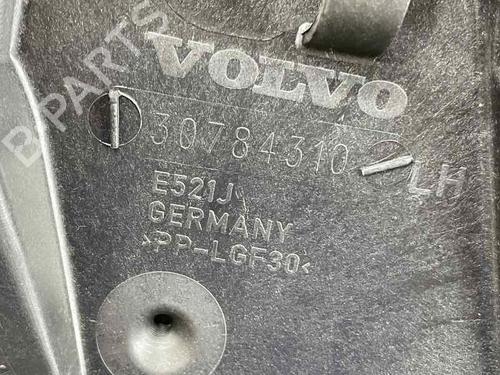 VOLVO
30784310
LH
E521J
GERMANY
>PP-LGF30<
B-PARTS